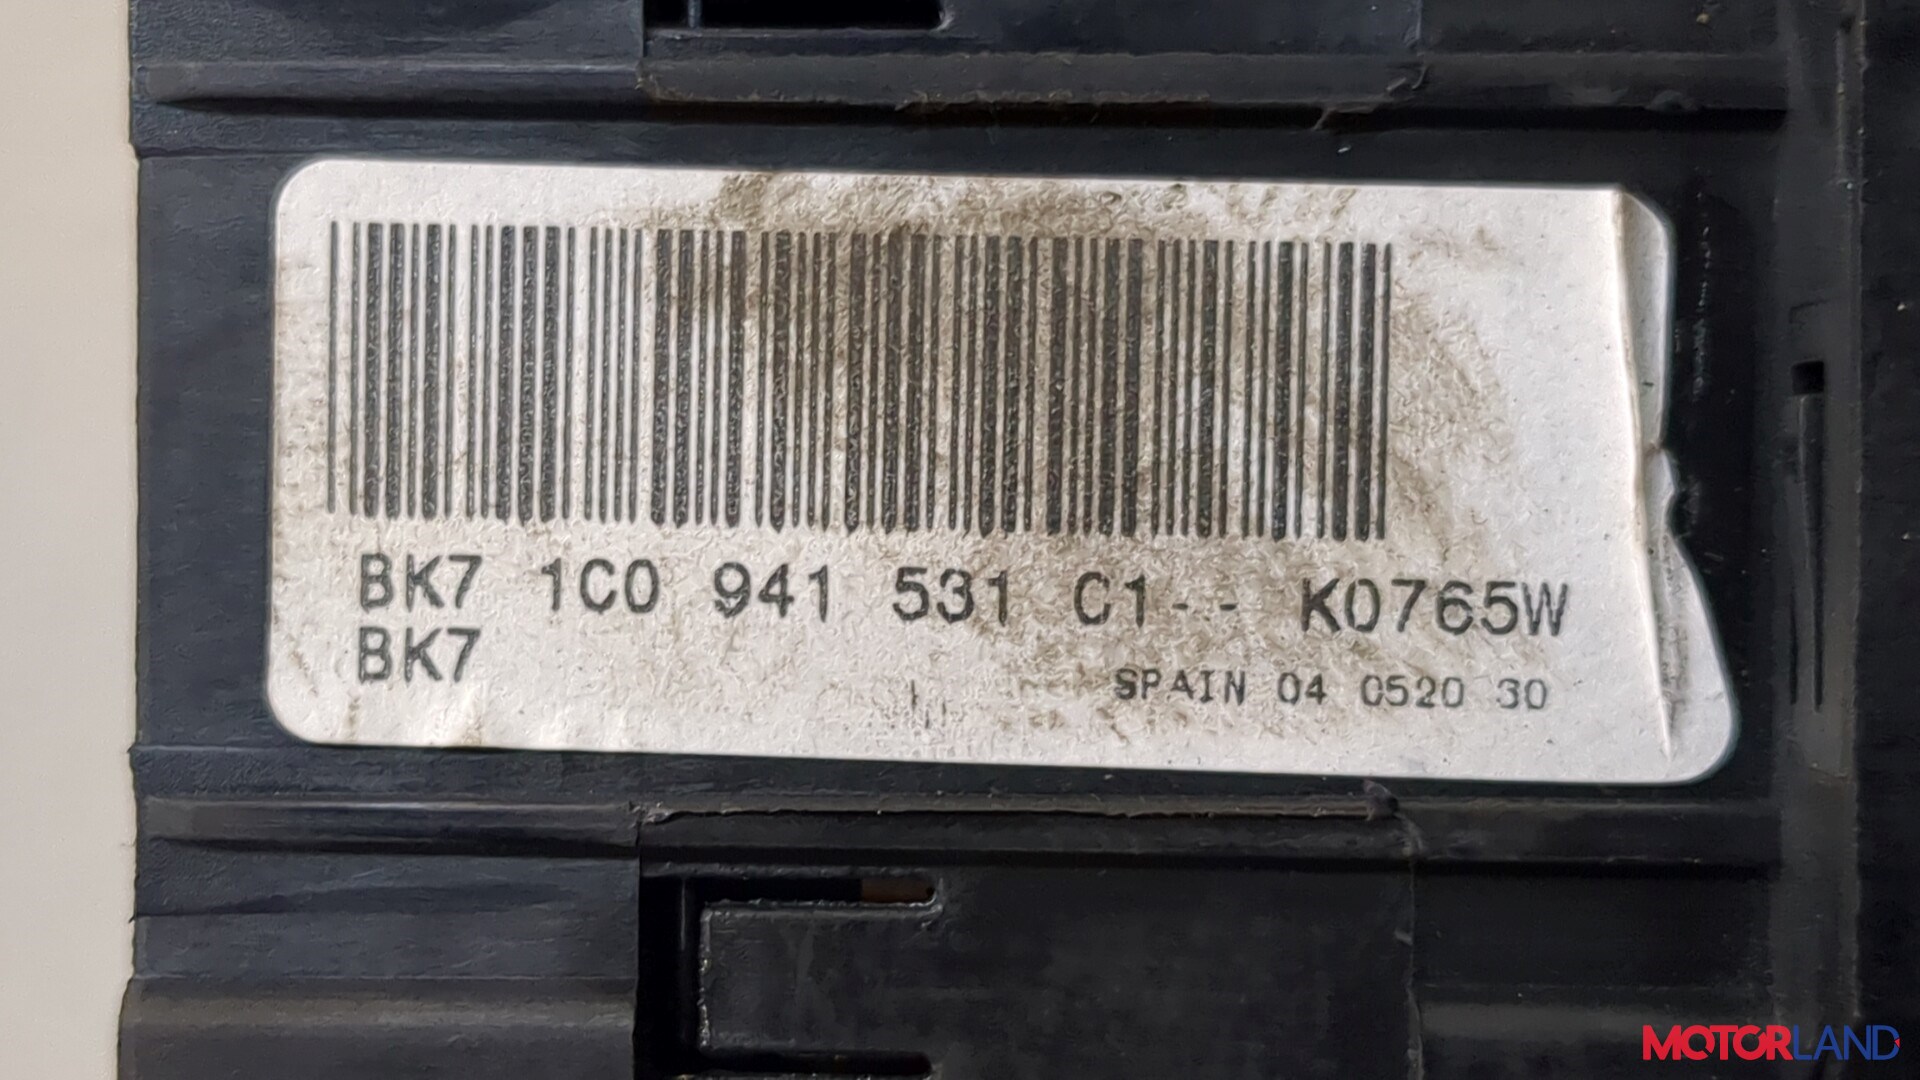 BK7 1C0 941 531 C1-- K0765W
BK7
SPAIN 04 0520 30
MOTORLAND